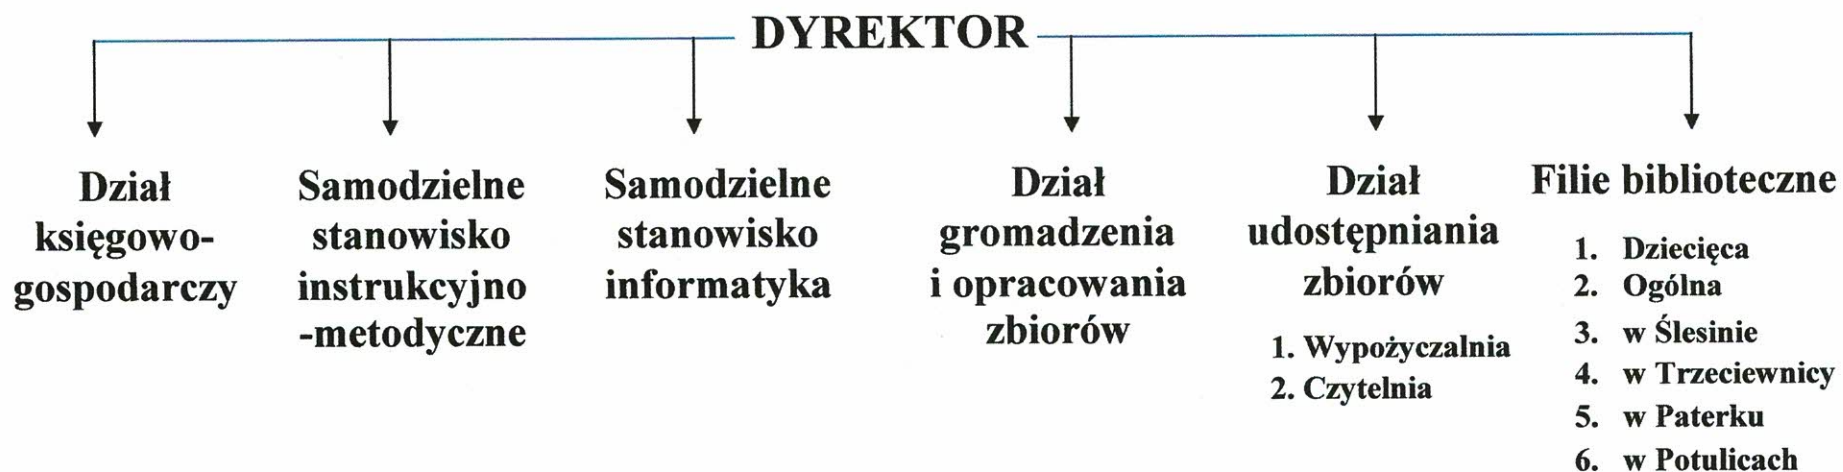 DYREKTOR
Dział
księgowo-
gospodarczy
Samodzielne
stanowisko
instrukcyjno
-metodyczne
Samodzielne
stanowisko
informatyka
Dział
gromadzenia
i opracowania
zbiorów
Dział
udostępniania
zbiorów
1. Wypożyczalnia
2. Czytelnia
Filie biblioteczne
1. Dziecięca
2. Ogólna
3. w Ślesinie
4. w Trzeciewnicy
5. w Paterku
6. w Potulicach